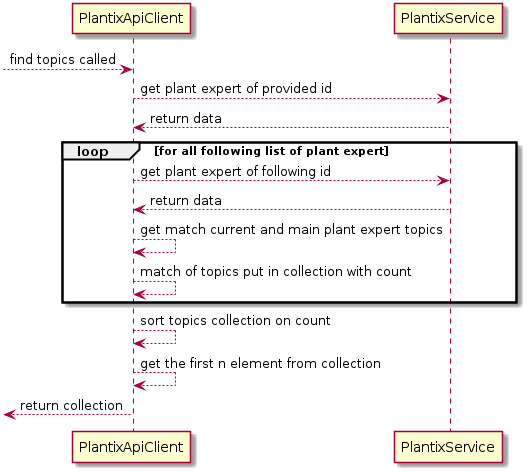 PlantixApiClient PlantixService
find topics called
get plant expert of provided id
return data
loop [for all following list of plant expert]
get plant expert of following id
return data
get match current and main plant expert topics
match of topics put in collection with count
sort topics collection on count
get the first n element from collection
return collection
PlantixApiClient PlantixService